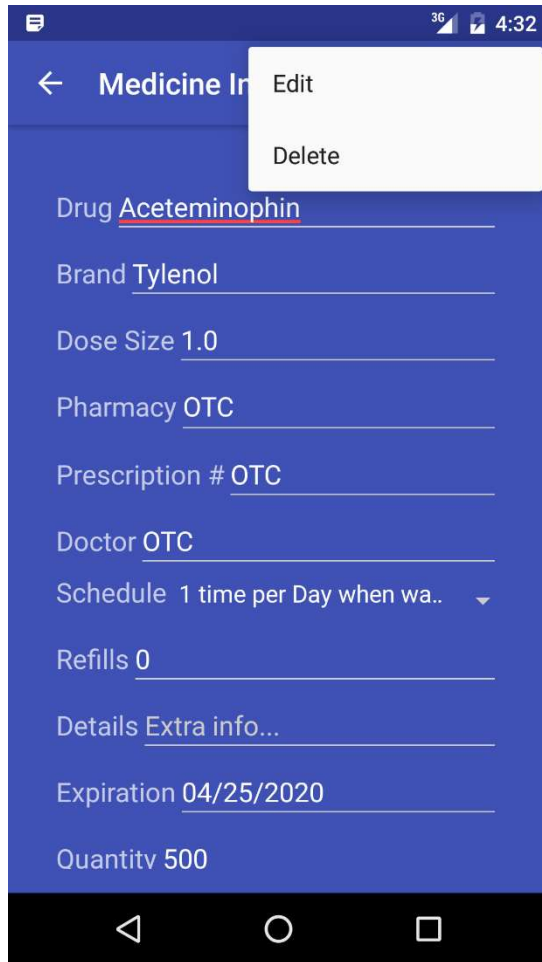 3G 4:32
Medicine In
Edit
Delete
Drug Aceteminophin
Brand Tylenol
Dose Size 1.0
Pharmacy OTC
Prescription # OTC
Doctor OTC
Schedule 1 time per Day when wa..
Refills 0
Details Extra info...
Expiration 04/25/2020
Quantity 500